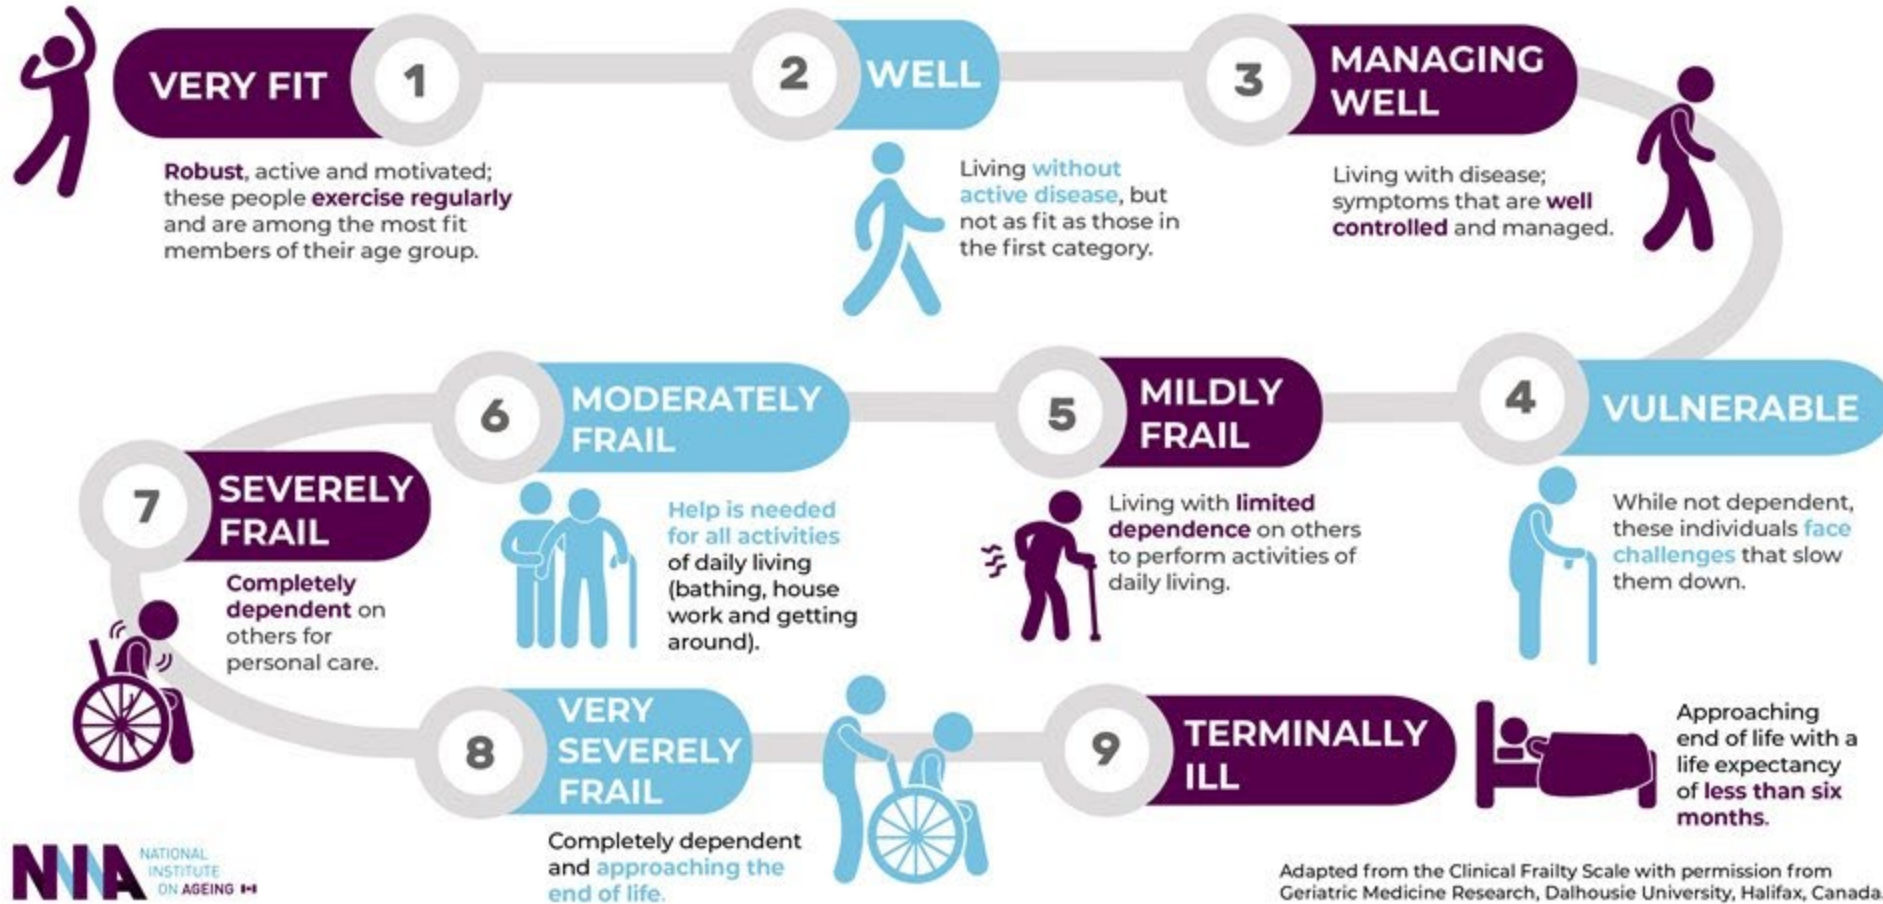 VERY FIT
1
Robust, active and motivated;
these people exercise regularly
and are among the most fit
members of their age group.
2
WELL
Living without
active disease, but
not as fit as those in
the first category.
3
MANAGING
WELL
Living with disease;
symptoms that are well
controlled and managed.
4
VULNERABLE
While not dependent,
these individuals face
challenges that slow
them down.
5
MILDLY
FRAIL
Living with limited
dependence on others
to perform activities of
daily living.
6
MODERATELY
FRAIL
Help is needed
for all activities
of daily living
(bathing, house
work and getting
around).
7
SEVERELY
FRAIL
Completely
dependent on
others for
personal care.
8
VERY
SEVERELY
FRAIL
Completely dependent
and approaching the
end of life.
9
TERMINALLY
ILL
Approaching
end of life with a
life expectancy
of less than six
months.
NIA
NATIONAL
INSTITUTE
ON AGEING
Adapted from the Clinical Frailty Scale with permission from
Geriatric Medicine Research, Dalhousie University, Halifax, Canada.